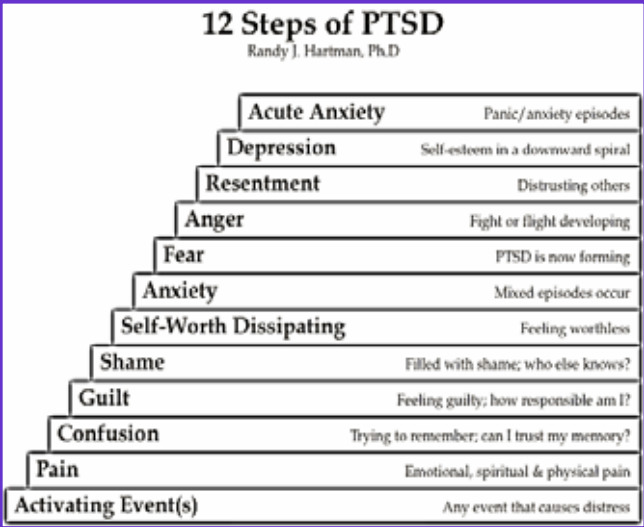 12 Steps of PTSD
Randy J. Hartman, Ph.D
Acute Anxiety Panic/anxiety episodes
Depression Self-esteem in a downward spiral
Resentment Distrusting others
Anger Fight or flight developing
Fear PTSD is now forming
Anxiety Mixed episodes occur
Self-Worth Dissipating Feeling worthless
Shame Filled with shame; who else knows?
Guilt Feeling guilty; how responsible am I?
Confusion Trying to remember; can I trust my memory?
Pain Emotional, spiritual & physical pain
Activating Event(s) Any event that causes distress